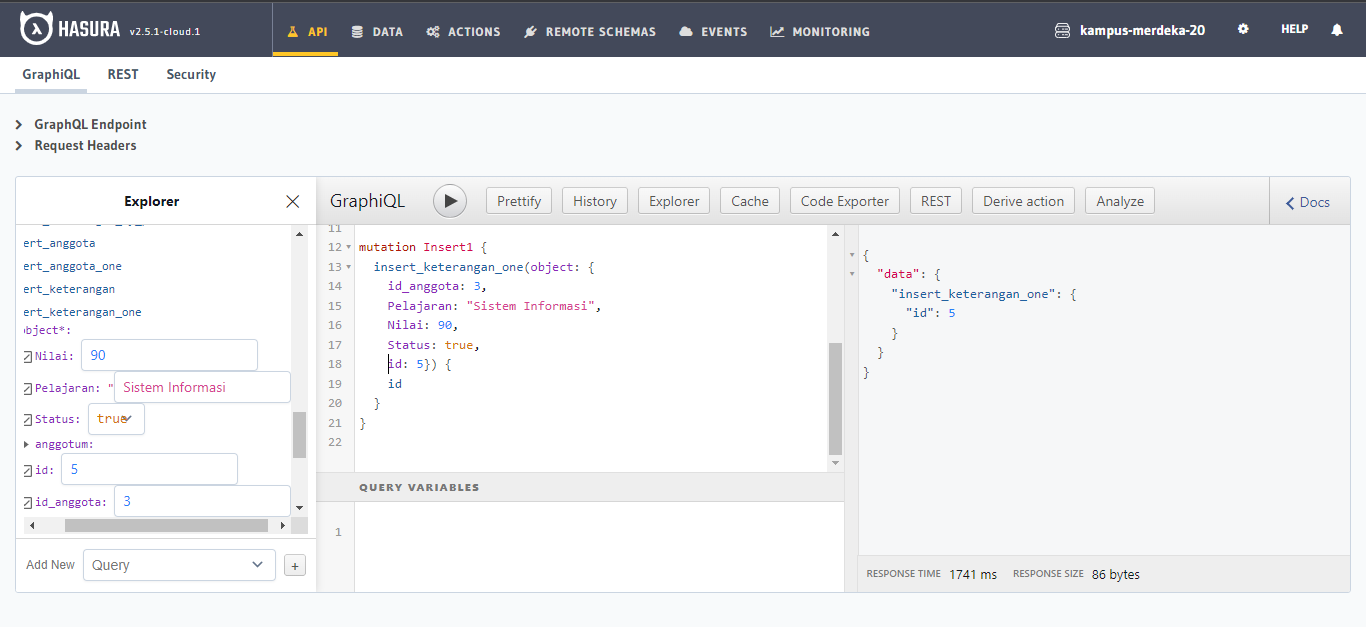 HASURA v2.5.1-cloud.1 API DATA ACTIONS REMOTE SCHEMAS EVENTS MONITORING kampus-merdeka-20 HELP
GraphiQL REST Security
GraphQL Endpoint
Request Headers
Explorer
ert_anggota
ert_anggota_one
ert_keterangan
ert_keterangan_one
bject*:
Nilai: 90
Pelajaran: " Sistem Informasi
Status: true
anggotum:
id: 5
id_anggota: 3
Add New Query +
GraphiQL Prettify History Explorer Cache Code Exporter REST Derive action Analyze Docs
11
12 mutation Insert1 {
13 insert_keterangan_one(object: {
14 id_anggota: 3,
15 Pelajaran: "Sistem Informasi",
16 Nilai: 90,
17 Status: true,
18 id: 5}) {
19 id
20 }
21 }
22
QUERY VARIABLES
1
{
"data": {
"insert_keterangan_one": {
"id": 5
}
}
}
RESPONSE TIME 1741 ms RESPONSE SIZE 86 bytes